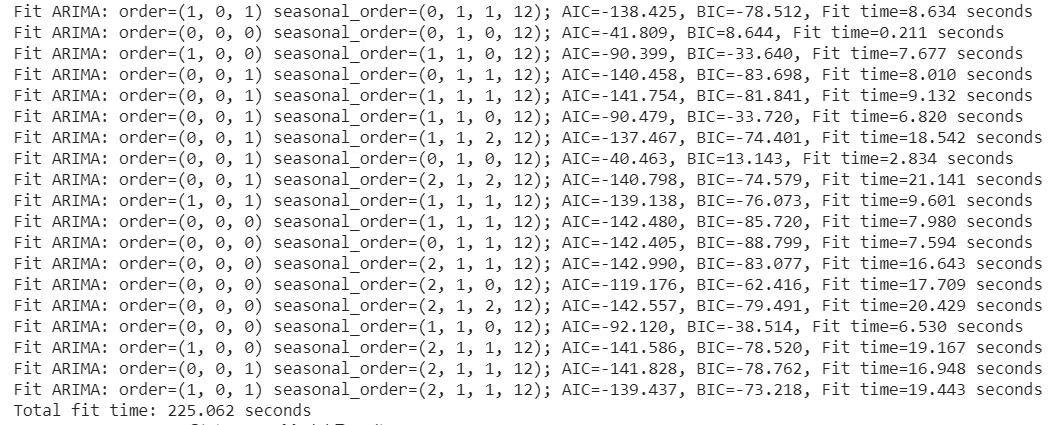 Fit ARIMA: order=(1, 0, 1) seasonal_order=(0, 1, 1, 12); AIC=-138.425, BIC=-78.512, Fit time=8.634 seconds
Fit ARIMA: order=(0, 0, 0) seasonal_order=(0, 1, 0, 12); AIC=-41.809, BIC=8.644, Fit time=0.211 seconds
Fit ARIMA: order=(1, 0, 0) seasonal_order=(1, 1, 0, 12); AIC=-90.399, BIC=-33.640, Fit time=7.677 seconds
Fit ARIMA: order=(0, 0, 1) seasonal_order=(0, 1, 1, 12); AIC=-140.458, BIC=-83.698, Fit time=8.010 seconds
Fit ARIMA: order=(0, 0, 1) seasonal_order=(1, 1, 1, 12); AIC=-141.754, BIC=-81.841, Fit time=9.132 seconds
Fit ARIMA: order=(0, 0, 1) seasonal_order=(1, 1, 0, 12); AIC=-90.479, BIC=-33.720, Fit time=6.820 seconds
Fit ARIMA: order=(0, 0, 1) seasonal_order=(1, 1, 2, 12); AIC=-137.467, BIC=-74.401, Fit time=18.542 seconds
Fit ARIMA: order=(0, 0, 1) seasonal_order=(0, 1, 0, 12); AIC=-40.463, BIC=13.143, Fit time=2.834 seconds
Fit ARIMA: order=(0, 0, 1) seasonal_order=(2, 1, 2, 12); AIC=-140.798, BIC=-74.579, Fit time=21.141 seconds
Fit ARIMA: order=(1, 0, 1) seasonal_order=(1, 1, 1, 12); AIC=-139.138, BIC=-76.073, Fit time=9.601 seconds
Fit ARIMA: order=(0, 0, 0) seasonal_order=(1, 1, 1, 12); AIC=-142.480, BIC=-85.720, Fit time=7.980 seconds
Fit ARIMA: order=(0, 0, 0) seasonal_order=(0, 1, 1, 12); AIC=-142.405, BIC=-88.799, Fit time=7.594 seconds
Fit ARIMA: order=(0, 0, 0) seasonal_order=(2, 1, 1, 12); AIC=-142.990, BIC=-83.077, Fit time=16.643 seconds
Fit ARIMA: order=(0, 0, 0) seasonal_order=(2, 1, 0, 12); AIC=-119.176, BIC=-62.416, Fit time=17.709 seconds
Fit ARIMA: order=(0, 0, 0) seasonal_order=(2, 1, 2, 12); AIC=-142.557, BIC=-79.491, Fit time=20.429 seconds
Fit ARIMA: order=(0, 0, 0) seasonal_order=(1, 1, 0, 12); AIC=-92.120, BIC=-38.514, Fit time=6.530 seconds
Fit ARIMA: order=(1, 0, 0) seasonal_order=(2, 1, 1, 12); AIC=-141.586, BIC=-78.520, Fit time=19.167 seconds
Fit ARIMA: order=(0, 0, 1) seasonal_order=(2, 1, 1, 12); AIC=-141.828, BIC=-78.762, Fit time=16.948 seconds
Fit ARIMA: order=(1, 0, 1) seasonal_order=(2, 1, 1, 12); AIC=-139.437, BIC=-73.218, Fit time=19.443 seconds
Total fit time: 225.062 seconds